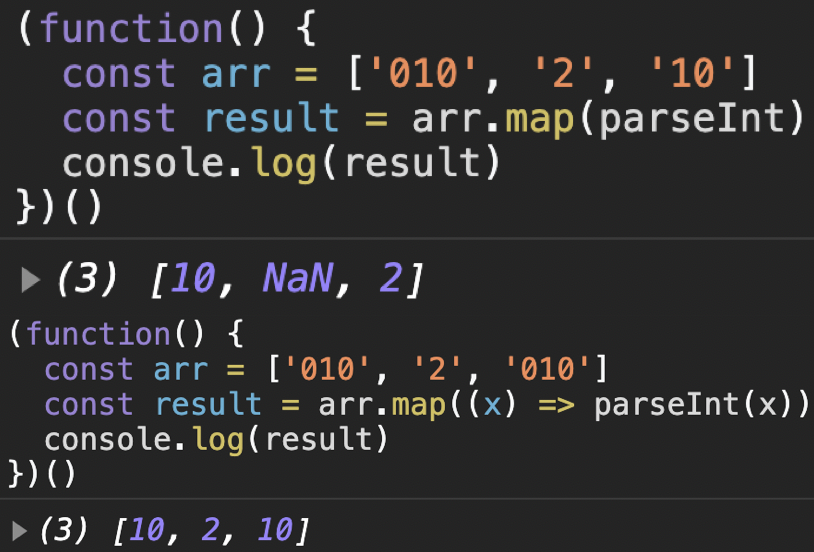 (function() {
  const arr = ['010', '2', '10']
  const result = arr.map(parseInt)
  console.log(result)
})()
(3) [10, NaN, 2]
(function() {
  const arr = ['010', '2', '010']
  const result = arr.map((x) => parseInt(x))
  console.log(result)
})()
(3) [10, 2, 10]